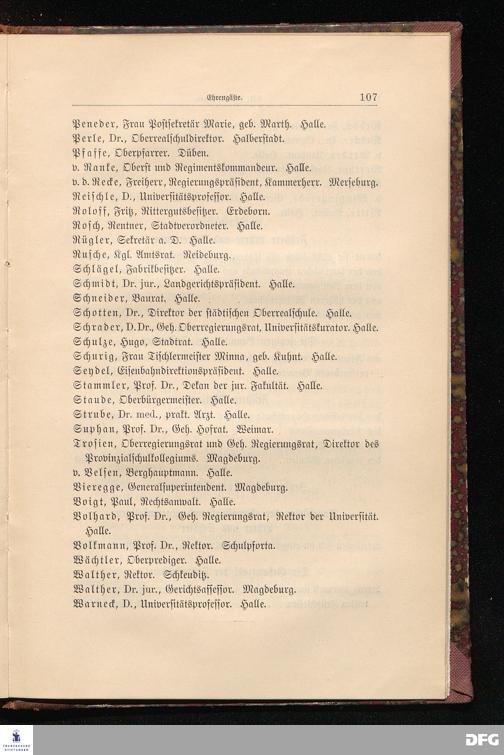 Ehrengäste. 107
Peneder, Frau Postsekretär Marie, geb. Marth. Halle.
Perle, Dr., Oberrealschuldirektor. Halberstadt.
Pfaffe, Oberpfarrer. Düben.
v. Ranke, Oberst und Regimentskommandeur. Halle.
v. d. Recke, Freiherr, Regierungspräsident, Kammerherr. Merseburg.
Reischle, D., Universitätsprofessor. Halle.
Roloff, Fritz, Rittergutsbesitzer. Erdeborn.
Rosch, Rentner, Stadtverordneter. Halle.
Rügler, Sekretär a. D. Halle.
Rusche, Kgl. Amtsrat. Reideburg.
Schlägel, Fabrikbesitzer. Halle.
Schmidt, Dr. jur., Landgerichtspräsident. Halle.
Schneider, Baurat. Halle.
Schotten, Dr., Direktor der städtischen Oberrealschule. Halle.
Schrader, D. Dr., Geh. Oberregierungsrat, Universitätskurator. Halle.
Schulze, Hugo, Stadtrat. Halle.
Schurig, Frau Tischlermeister Minna, geb. Kuhnt. Halle.
Seydel, Eisenbahndirektionspräsident. Halle.
Stammler, Prof. Dr., Dekan der jur. Fakultät. Halle.
Staude, Oberbürgermeister. Halle.
Strube, Dr. med., prakt. Arzt. Halle.
Suphan, Prof. Dr., Geh. Hofrat. Weimar.
Trosien, Oberregierungsrat und Geh. Regierungsrat, Direktor des
Provinzialschulkollegiums. Magdeburg.
v. Velsen, Berghauptmann. Halle.
Vieregge, Generalsuperintendent. Magdeburg.
Voigt, Paul, Rechtsanwalt. Halle.
Volhard, Prof. Dr., Geh. Regierungsrat, Rektor der Universität.
Halle.
Volkmann, Prof. Dr., Rektor. Schulpforta.
Wächtler, Oberprediger. Halle.
Walther, Rektor. Schkeuditz.
Walther, Dr. jur., Gerichtsassessor. Magdeburg.
Warneck, D., Universitätsprofessor. Halle.
FRANCKESCHE
STIFTUNGEN
DFG